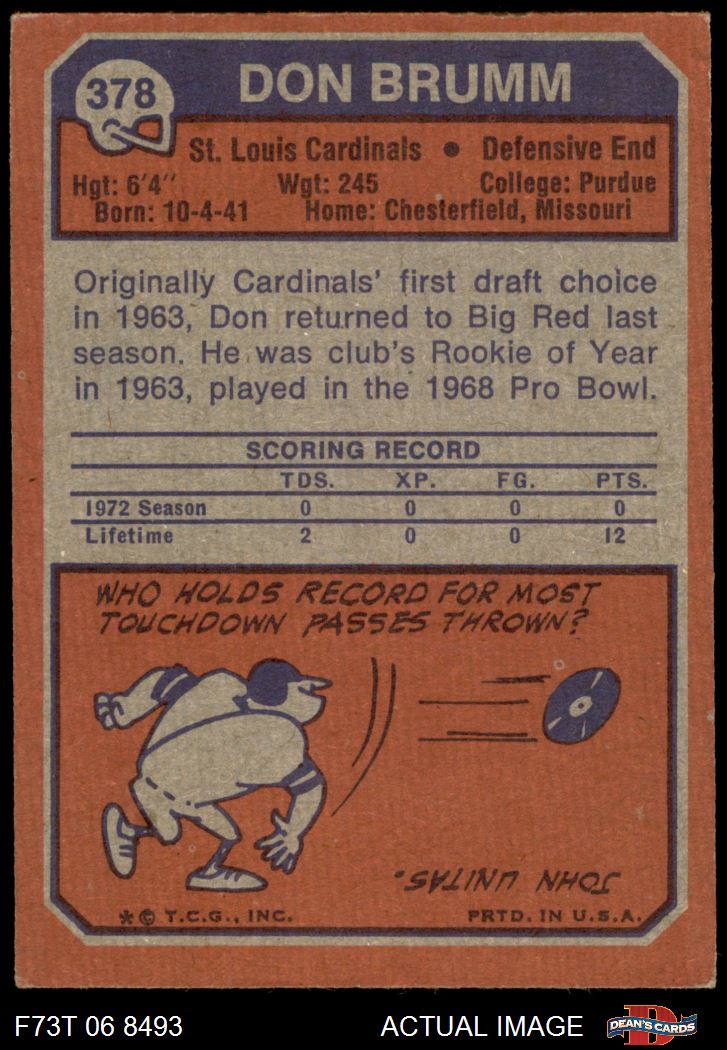 378
DON BRUMM
St. Louis Cardinals • Defensive End
Hgt: 6'4" Wgt: 245 College: Purdue
Born: 10-4-41 Home: Chesterfield, Missouri
Originally Cardinals' first draft choice
in 1963, Don returned to Big Red last
season. He was club's Rookie of Year
in 1963, played in the 1968 Pro Bowl.
SCORING RECORD
TDS. XP. FG. PTS.
1972 Season 0 0 0 0
Lifetime 2 0 0 12
WHO HOLDS RECORD FOR MOST
TOUCHDOWN PASSES THROWN?
JOHN UNITAS.
* © T.C.G., INC. PRTD. IN U.S.A.
F73T 06 8493 ACTUAL IMAGE
D
DEAN'S CARDS